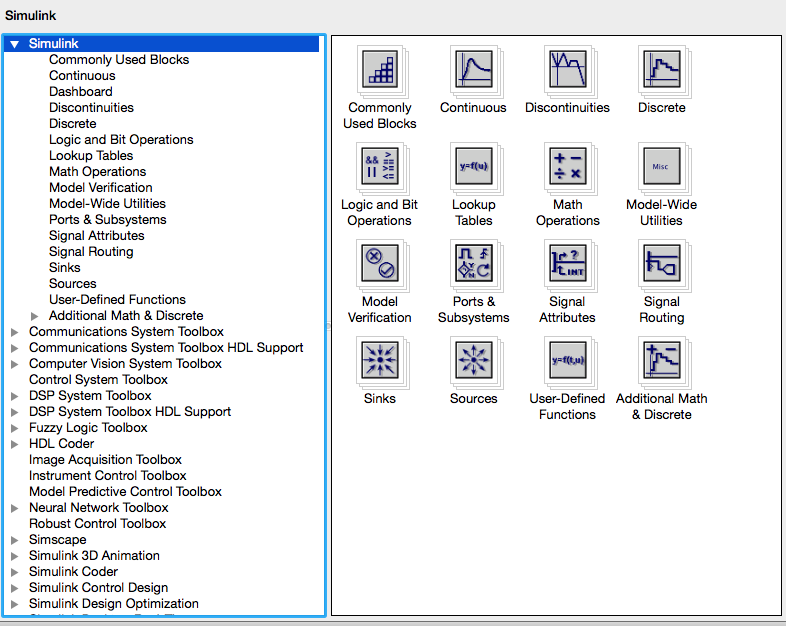 Simulink
Simulink
Commonly Used Blocks
Continuous
Dashboard
Discontinuities
Discrete
Logic and Bit Operations
Lookup Tables
Math Operations
Model Verification
Model-Wide Utilities
Ports & Subsystems
Signal Attributes
Signal Routing
Sinks
Sources
User-Defined Functions
Additional Math & Discrete
Communications System Toolbox
Communications System Toolbox HDL Support
Computer Vision System Toolbox
Control System Toolbox
DSP System Toolbox
DSP System Toolbox HDL Support
Fuzzy Logic Toolbox
HDL Coder
Image Acquisition Toolbox
Instrument Control Toolbox
Model Predictive Control Toolbox
Neural Network Toolbox
Robust Control Toolbox
Simscape
Simulink 3D Animation
Simulink Coder
Simulink Control Design
Simulink Design Optimization
Commonly
Used Blocks
Continuous
Discontinuities
Discrete
&& >
== 
|| <=
Logic and Bit
Operations
y=f(u)
Lookup
Tables
+ −
÷ ×
Math
Operations
Misc
Model-Wide
Utilities
Model
Verification
Y
N
Ports &
Subsystems
?
INT
Signal
Attributes
Signal
Routing
Sinks
Sources
y=f(t,u)
User-Defined
Functions
+ −
Additional Math
& Discrete